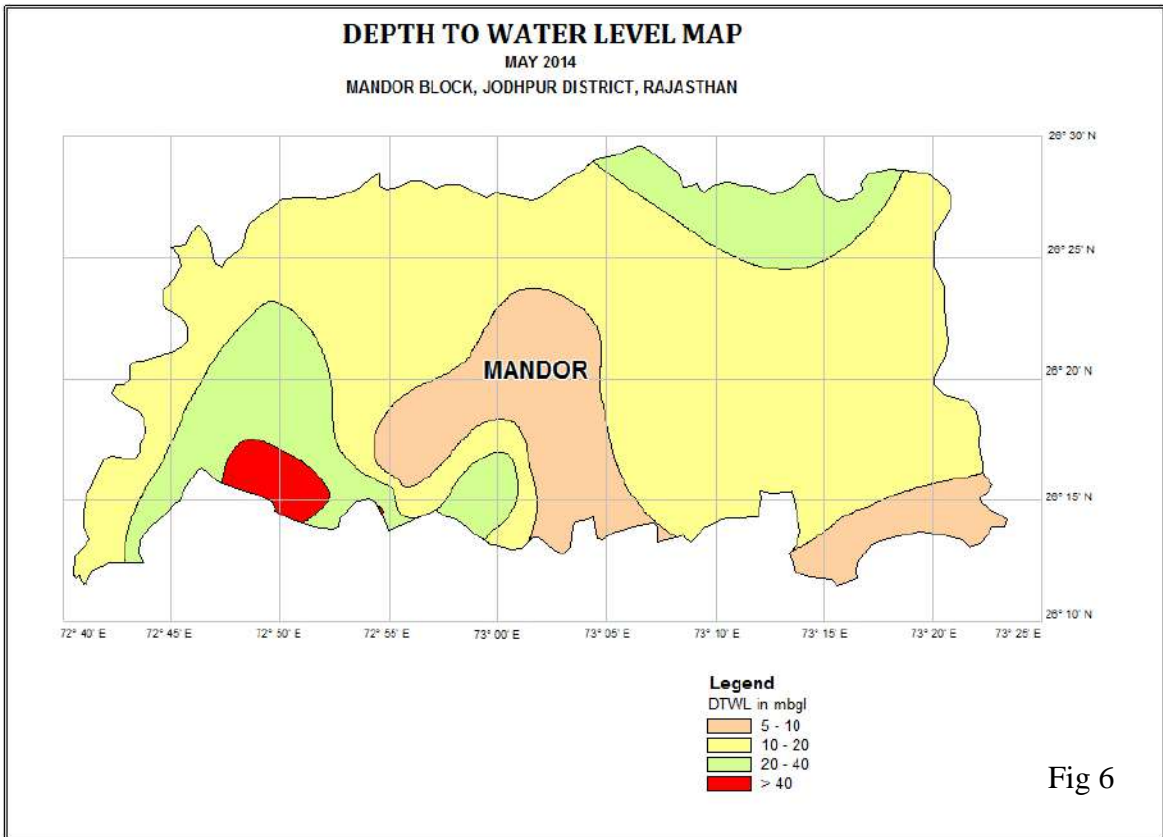 DEPTH TO WATER LEVEL MAP
MAY 2014
MANDOR BLOCK, JODHPUR DISTRICT, RAJASTHAN
26° 30' N
26° 25' N
MANDOR
26° 20' N
26° 15' N
26° 10' N
72° 40' E 72° 45' E 72° 50' E 72° 55' E 73° 00' E 73° 05' E 73° 10' E 73° 15' E 73° 20' E 73° 25' E
Legend
DTWL in mbgl
5 - 10
10 - 20
20 - 40
> 40
Fig 6